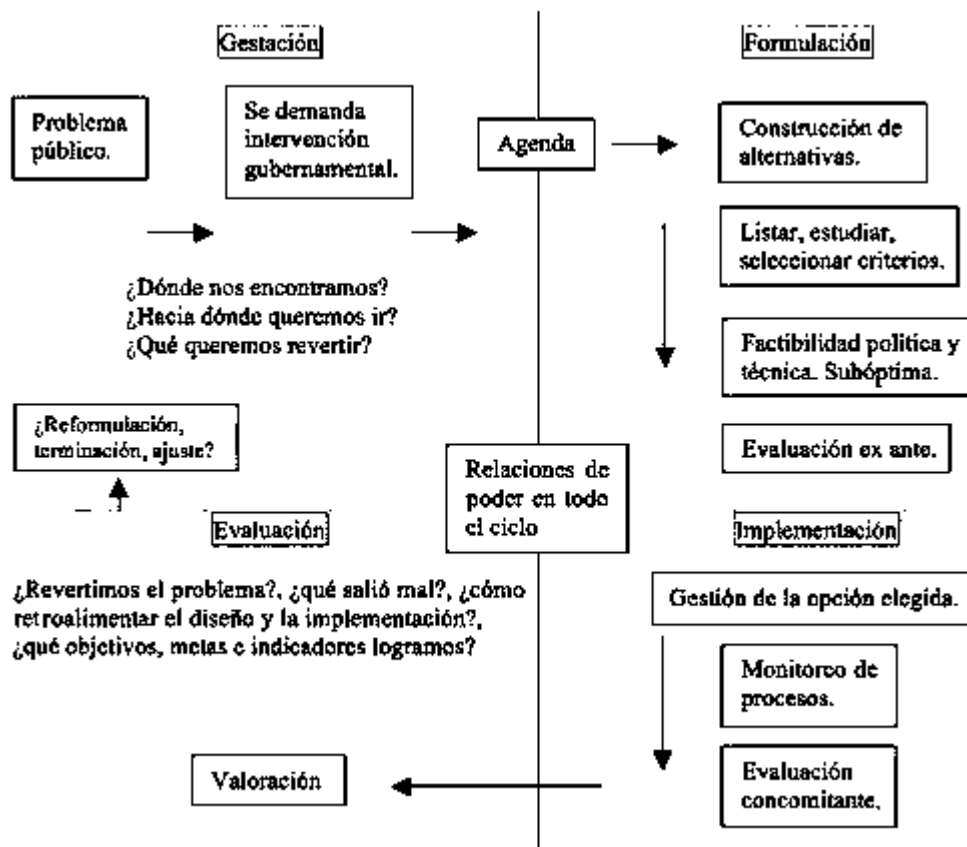 Gestación
Problema
público.
Se demanda
intervención
gubernamental.
Agenda
¿Dónde nos encontramos?
¿Hacia dónde queremos ir?
¿Qué queremos revertir?
Formulación
Construcción de
alternativas.
Listar, estudiar,
seleccionar criterios.
Factibilidad política y
técnica. Subóptima.
Evaluación ex ante.
Relaciones de
poder en todo
el ciclo
Implementación
Gestión de la opción elegida.
Monitoreo de
procesos.
Evaluación
concomitante.
¿Reformulación,
terminación, ajuste?
Evaluación
¿Revertimos el problema?, ¿qué salió mal?, ¿cómo
retroalimentar el diseño y la implementación?,
¿qué objetivos, metas e indicadores logramos?
Valoración